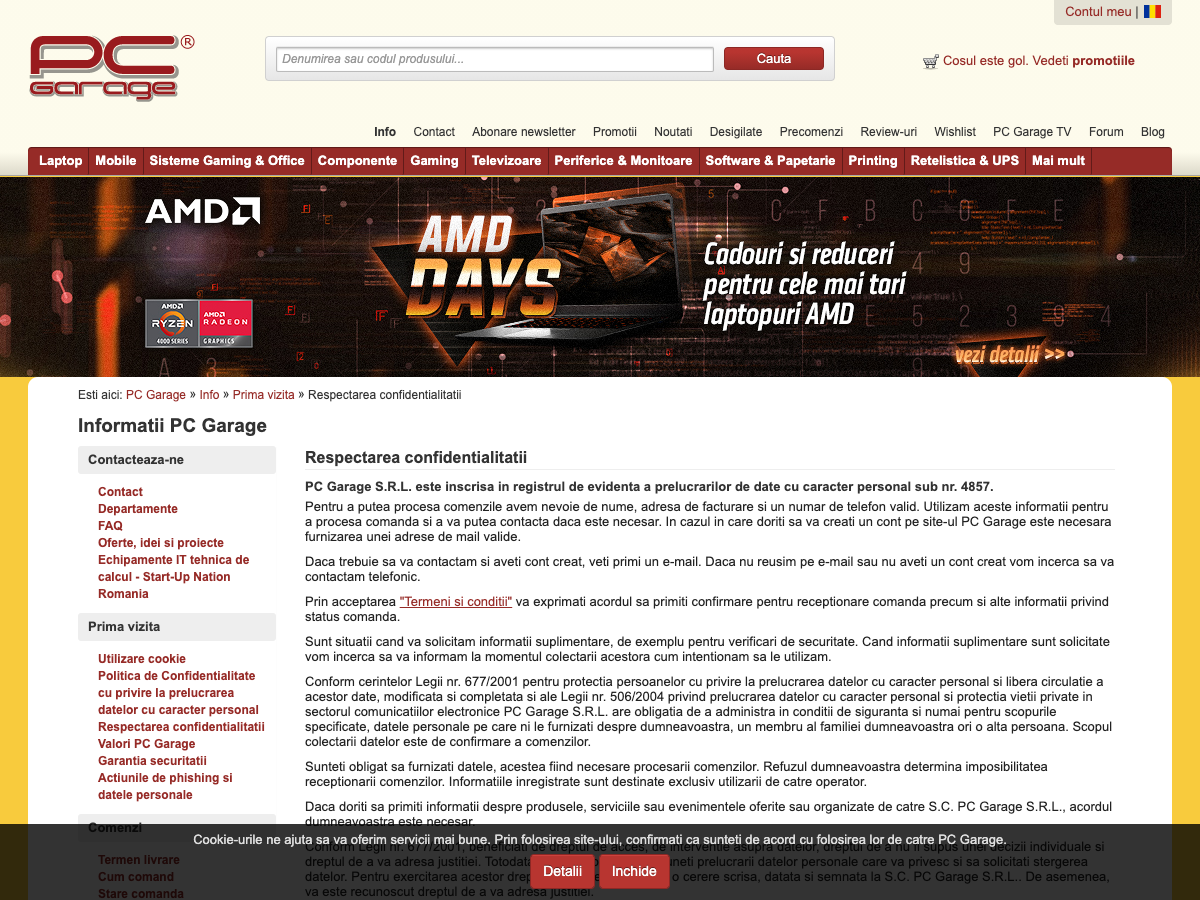 Contul meu |
PC Garage ®
Denumirea sau codul produsului...
Cauta
Cosul este gol. Vedeti promotiile
Info Contact Abonare newsletter Promotii Noutati Desigilate Precomenzi Review-uri Wishlist PC Garage TV Forum Blog
Laptop Mobile Sisteme Gaming & Office Componente Gaming Televizoare Periferice & Monitoare Software & Papetarie Printing Retelistica & UPS Mai mult
AMD
AMD
DAYS
Cadouri si reduceri
pentru cele mai tari
laptopuri AMD
AMD
RYZEN
4000 SERIES
AMD
RADEON
GRAPHICS
vezi detalii >>
Esti aici: PC Garage » Info » Prima vizita » Respectarea confidentialitatii
Informatii PC Garage
Contacteaza-ne
Contact
Departamente
FAQ
Oferte, idei si proiecte
Echipamente IT tehnica de
calcul - Start-Up Nation
Romania
Prima vizita
Utilizare cookie
Politica de Confidentialitate
cu privire la prelucrarea
datelor cu caracter personal
Respectarea confidentialitatii
Valori PC Garage
Garantia securitatii
Actiunile de phishing si
datele personale
Comenzi
Termen livrare
Cum comand
Stare comanda
Respectarea confidentialitatii
PC Garage S.R.L. este inscrisa in registrul de evidenta a prelucrarilor de date cu caracter personal sub nr. 4857.
Pentru a putea procesa comenzile avem nevoie de nume, adresa de facturare si un numar de telefon valid. Utilizam aceste informatii pentru
a procesa comanda si a va putea contacta daca este necesar. In cazul in care doriti sa va creati un cont pe site-ul PC Garage este necesara
furnizarea unei adrese de mail valide.
Daca trebuie sa va contactam si aveti cont creat, veti primi un e-mail. Daca nu reusim pe e-mail sau nu aveti un cont creat vom incerca sa va
contactam telefonic.
Prin acceptarea "Termeni si conditii" va exprimati acordul sa primiti confirmare pentru receptionare comanda precum si alte informatii privind
status comanda.
Sunt situatii cand va solicitam informatii suplimentare, de exemplu pentru verificari de securitate. Cand informatii suplimentare sunt solicitate
vom incerca sa va informam la momentul colectarii acestora cum intentionam sa le utilizam.
Conform cerintelor Legii nr. 677/2001 pentru protectia persoanelor cu privire la prelucrarea datelor cu caracter personal si libera circulatie a
acestor date, modificata si completata si ale Legii nr. 506/2004 privind prelucrarea datelor cu caracter personal si protectia vietii private in
sectorul comunicatiilor electronice PC Garage S.R.L. are obligatia de a administra in conditii de siguranta si numai pentru scopurile
specificate, datele personale pe care ni le furnizati despre dumneavoastra, un membru al familiei dumneavoastra ori o alta persoana. Scopul
colectarii datelor este de confirmare a comenzilor.
Sunteti obligat sa furnizati datele, acestea fiind necesare procesarii comenzilor. Refuzul dumneavoastra determina imposibilitatea
receptionarii comenzilor. Informatiile inregistrate sunt destinate exclusiv utilizarii de catre operator.
Daca doriti sa primiti informatii despre produsele, serviciile sau evenimentele oferite sau organizate de catre S.C. PC Garage S.R.L., acordul
dumneavoastra este necesar.
Conform Legii nr. 677/2001, beneficiati de dreptul de acces, de interventie asupra datelor, dreptul de a nu fi supus unei decizii individuale si
dreptul de a va adresa justitiei. Totodata uneti prelucrarii datelor personale care va privesc si sa solicitati stergerea
datelor. Pentru exercitarea acestor o cerere scrisa, datata si semnata la S.C. PC Garage S.R.L.. De asemenea,
va este recunoscut dreptul de a va adresa justitiei.
Cookie-urile ne ajuta sa va oferim servicii mai bune. Prin folosirea site-ului, confirmati ca sunteti de acord cu folosirea lor de catre PC Garage.
Detalii
Inchide